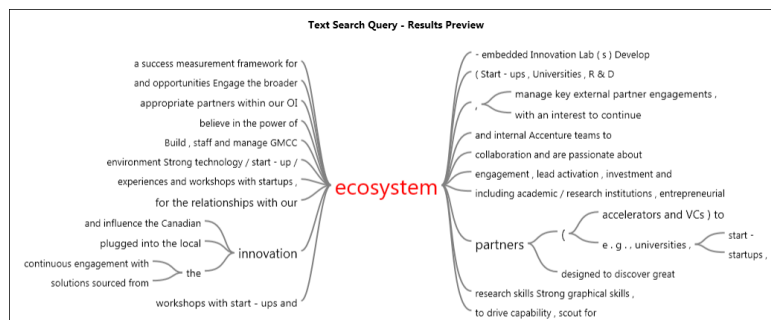 Text Search Query - Results Preview
a success measurement framework for
and opportunities Engage the broader
appropriate partners within our OI
believe in the power of
Build , staff and manage GMCC
environment Strong technology / start - up /
experiences and workshops with startups ,
for the relationships with our
and influence the Canadian
plugged into the local
continuous engagement with
solutions sourced from
the
innovation
workshops with start - ups and
ecosystem
- embedded Innovation Lab ( s ) Develop
( Start - ups , Universities , R & D
,
manage key external partner engagements ,
with an interest to continue
and internal Accenture teams to
collaboration and are passionate about
engagement , lead activation , investment and
including academic / research institutions , entrepreneurial
partners
(
accelerators and VCs ) to
e . g . , universities ,
start -
startups ,
designed to discover great
research skills Strong graphical skills ,
to drive capability , scout for